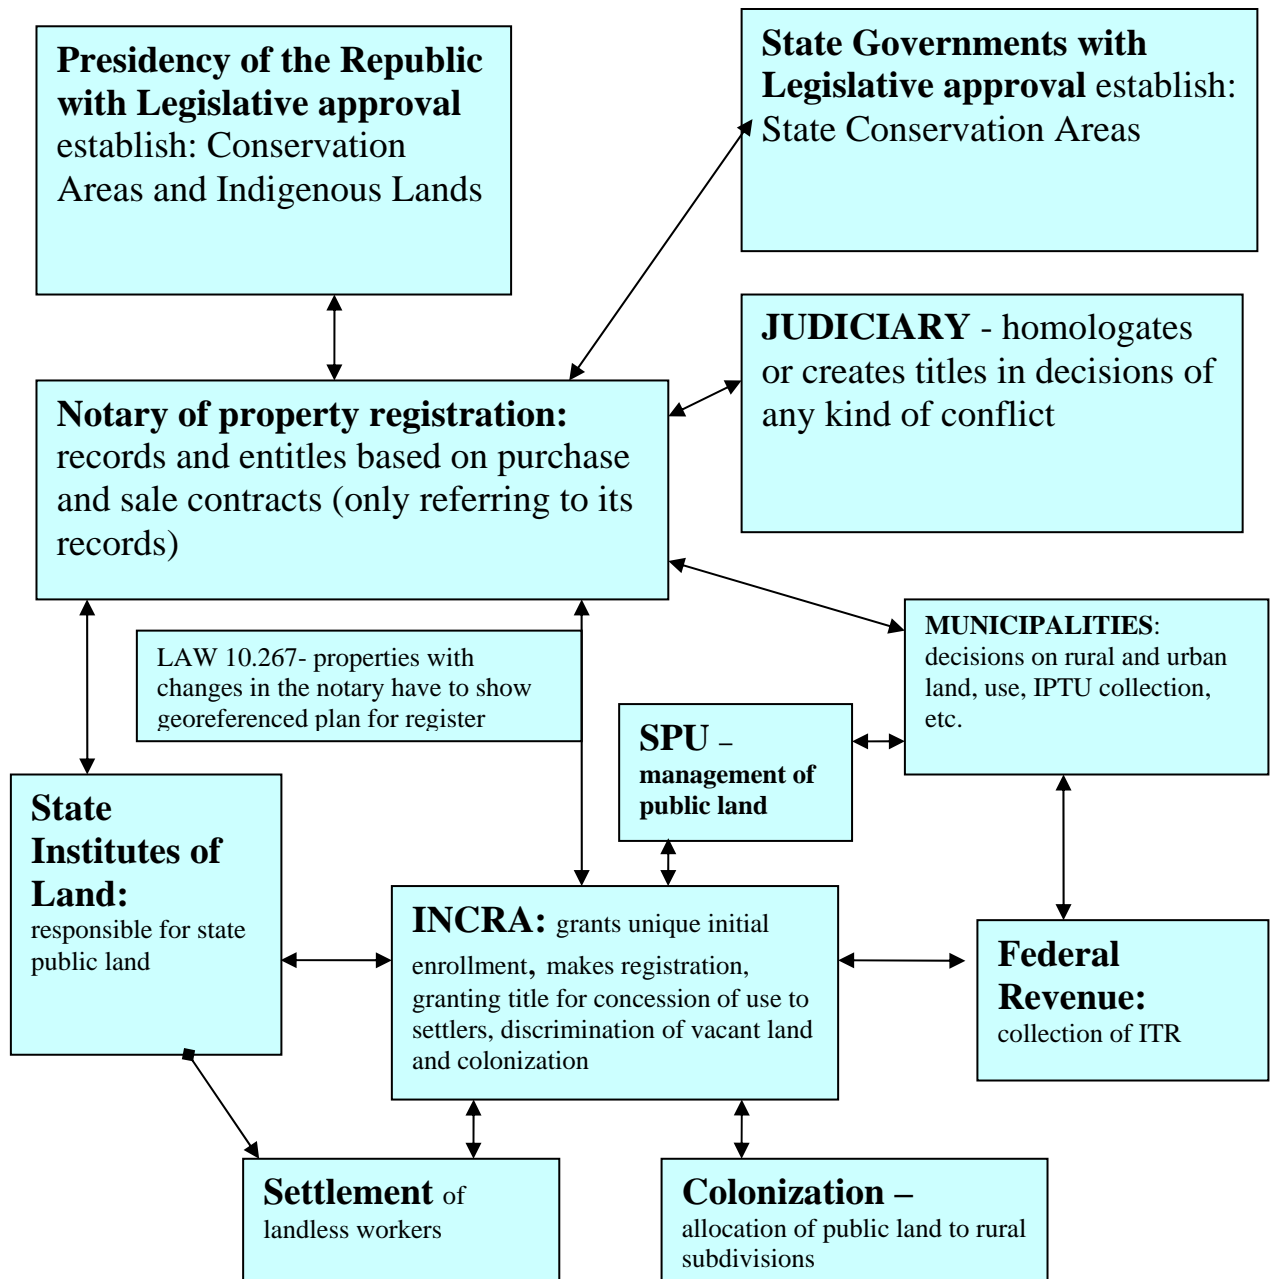 Presidency of the Republic
with Legislative approval
establish: Conservation
Areas and Indigenous Lands
State Governments with
Legislative approval establish:
State Conservation Areas
JUDICIARY - homologates
or creates titles in decisions of
any kind of conflict
Notary of property registration:
records and entitles based on purchase
and sale contracts (only referring to its
records)
MUNICIPALITIES:
decisions on rural and urban
land, use, IPTU collection,
etc.
LAW 10.267- properties with
changes in the notary have to show
georeferenced plan for register
SPU –
management of
public land
State
Institutes of
Land:
responsible for state
public land
INCRA: grants unique initial
enrollment, makes registration,
granting title for concession of use to
settlers, discrimination of vacant land
and colonization
Federal
Revenue:
collection of ITR
Settlement of
landless workers
Colonization –
allocation of public land to rural
subdivisions